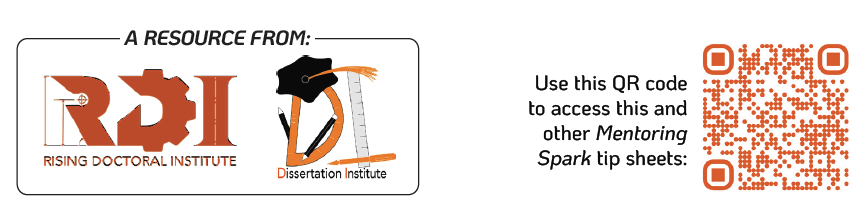 A RESOURCE FROM:
RDI
RISING DOCTORAL INSTITUTE
DI
Dissertation Institute
Use this QR code
to access this and
other Mentoring
Spark tip sheets: